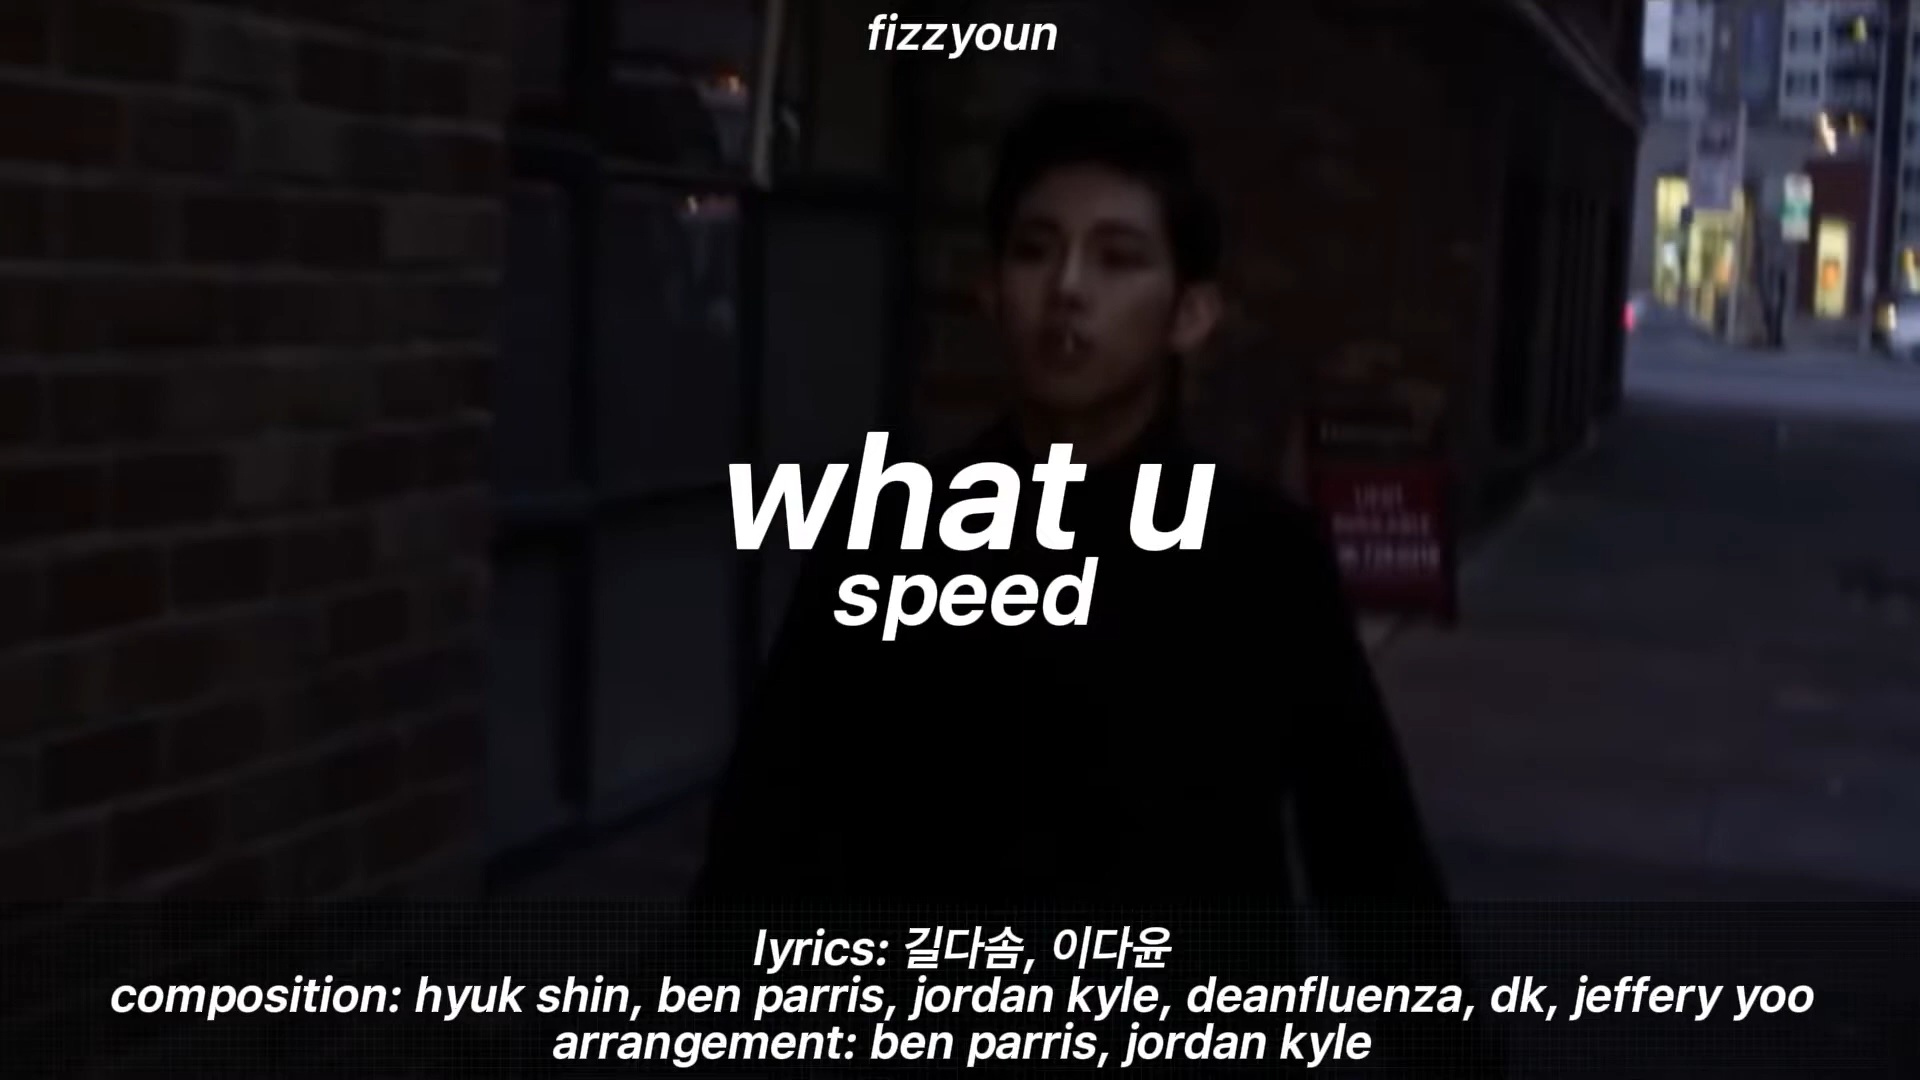 fizzyoun
what u
speed
lyrics: 길다솜, 이다윤
composition: hyuk shin, ben parris, jordan kyle, deanfluenza, dk, jeffery yoo
arrangement: ben parris, jordan kyle